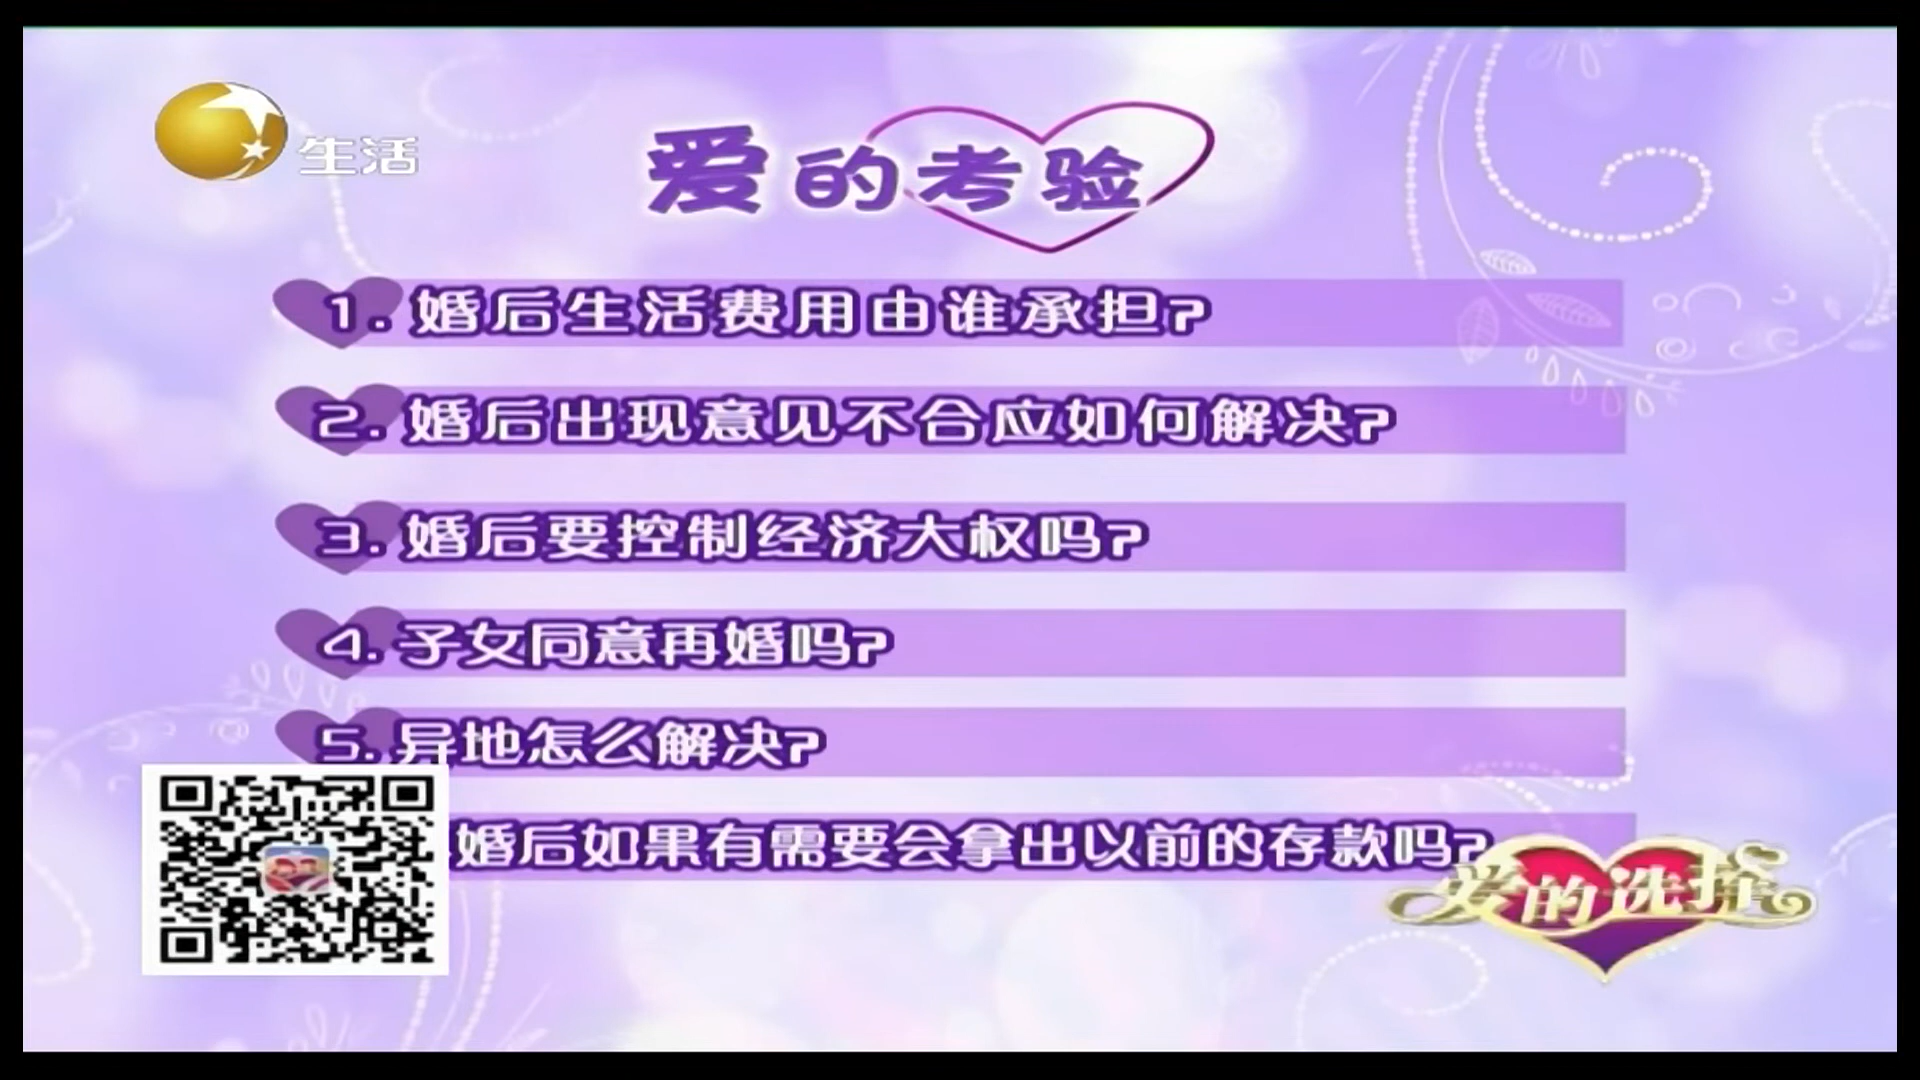 生活
爱的考验
1.婚后生活费用由谁承担?
2.婚后出现意见不合应如何解决?
3.婚后要控制经济大权吗?
4.子女同意再婚吗?
5.异地怎么解决?
婚后如果有需要会拿出以前的存款吗?
爱的选择